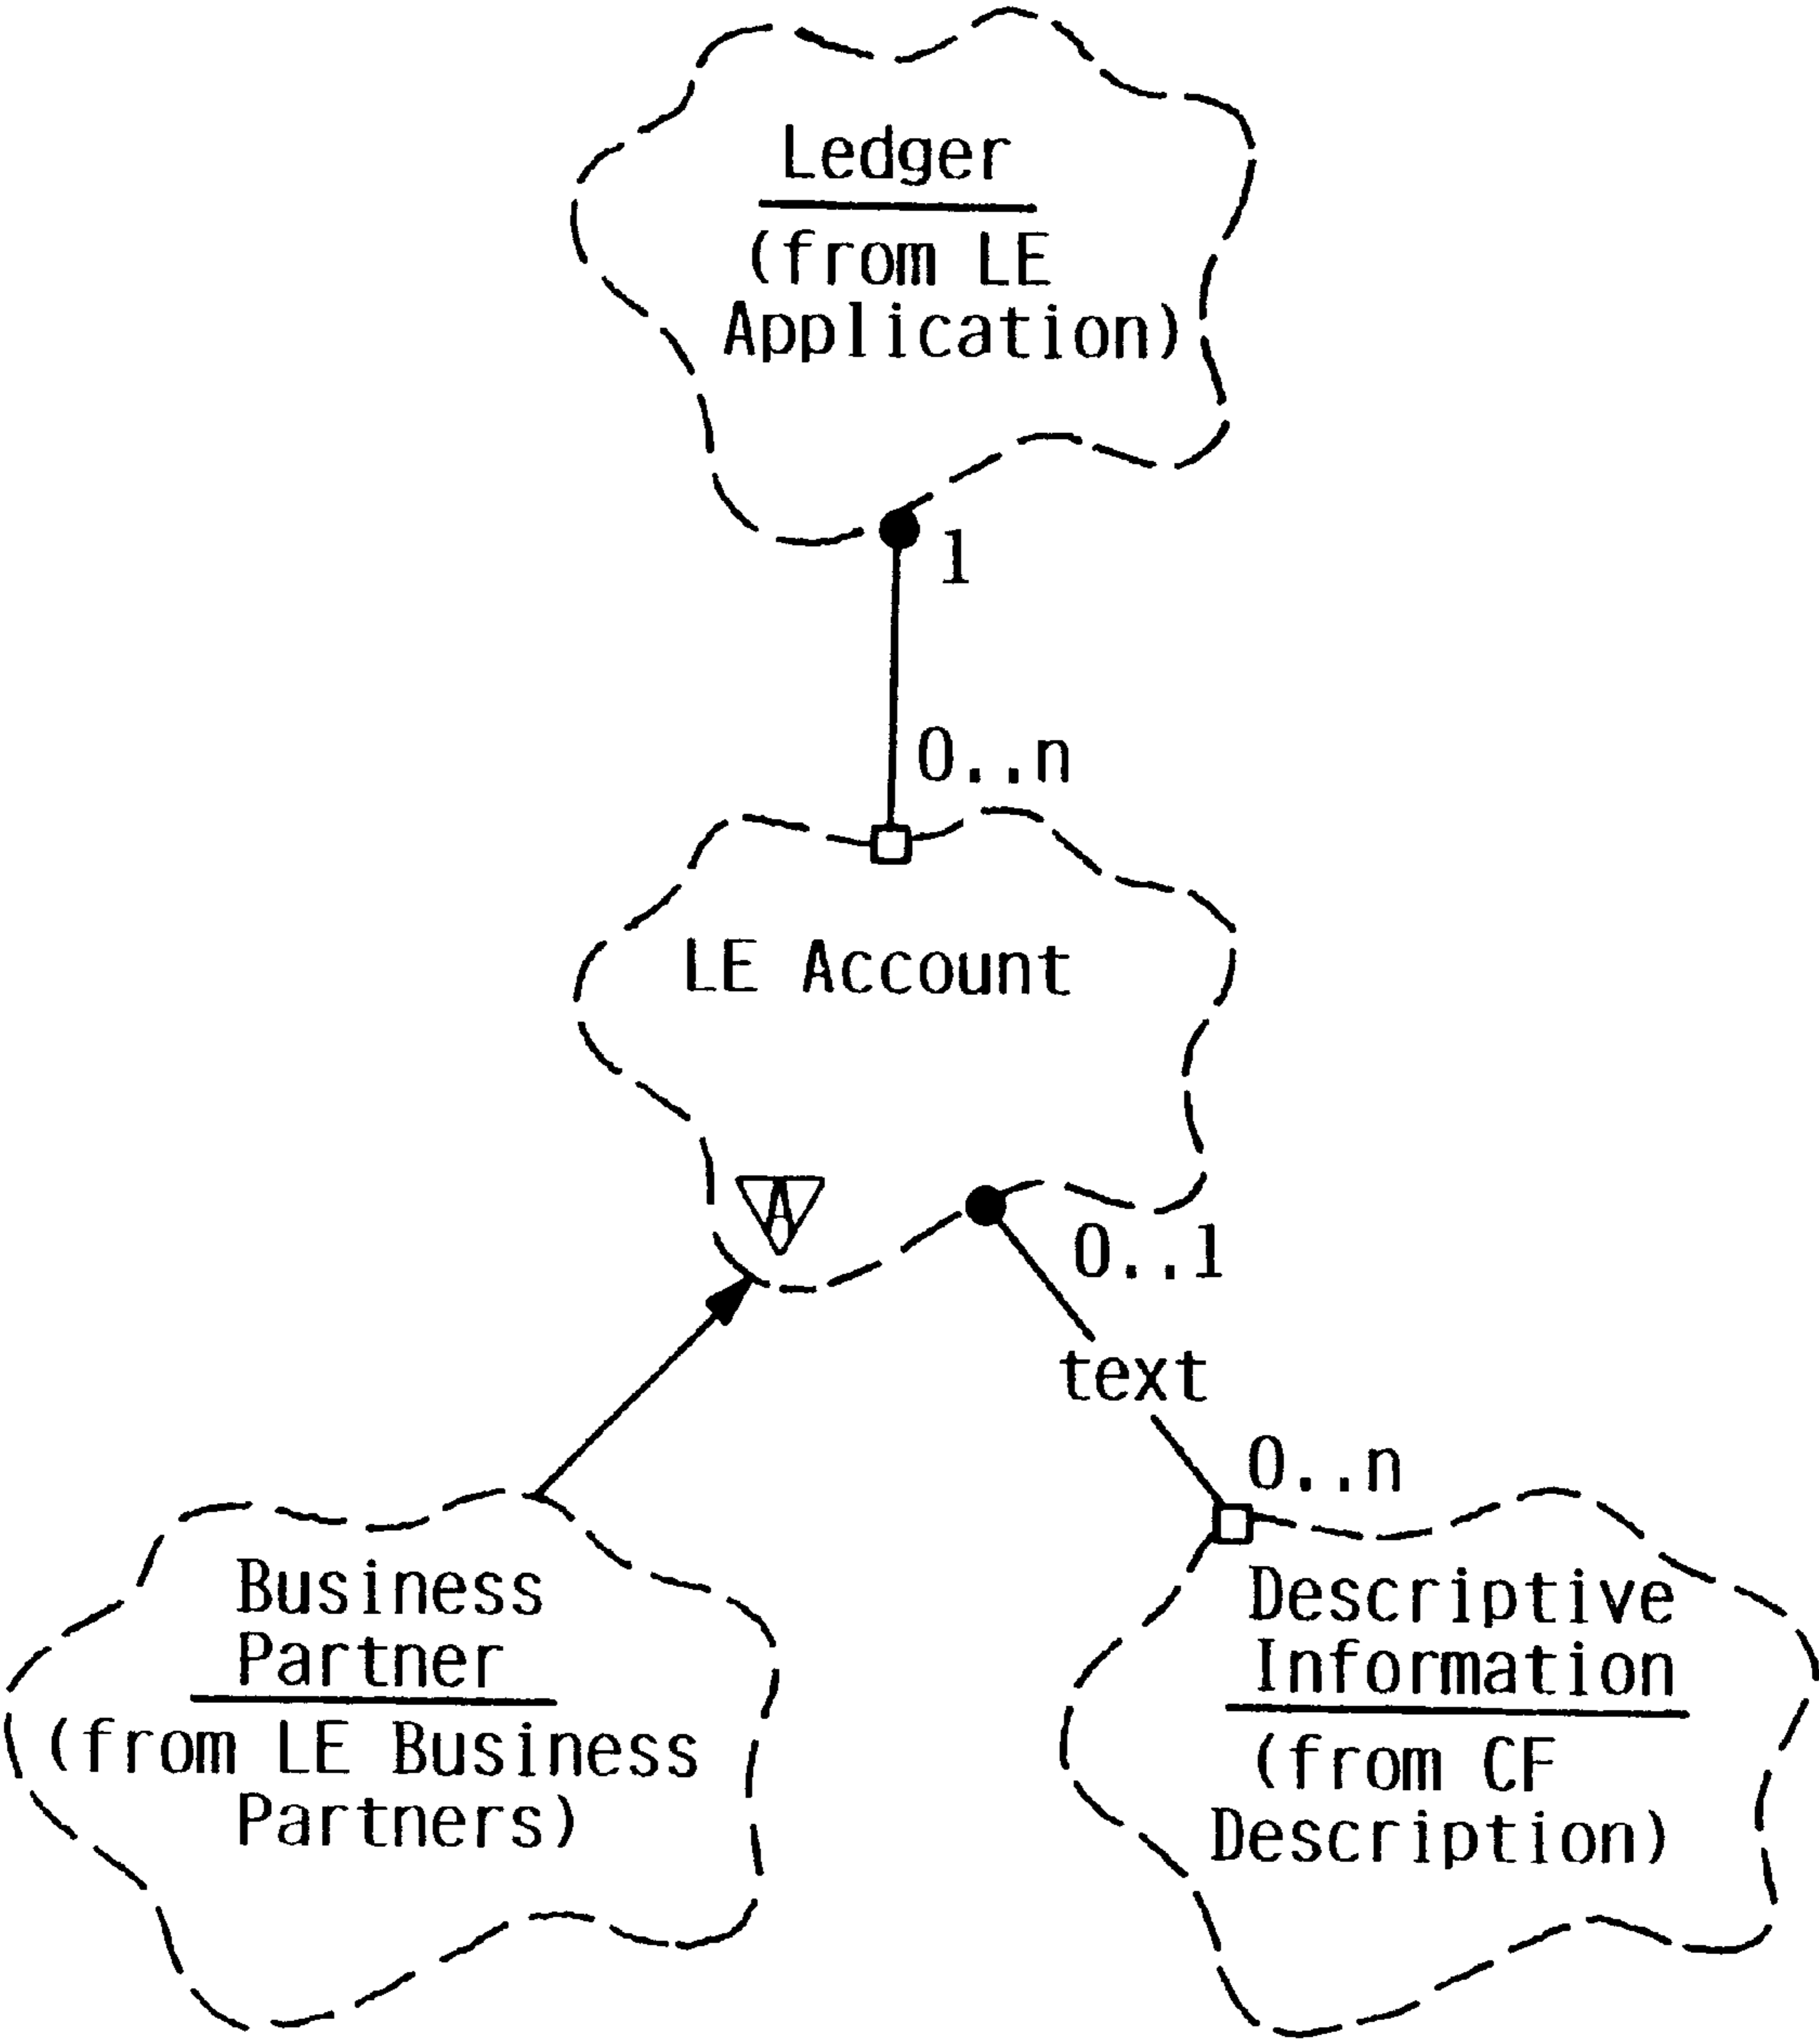 Ledger
(from LE
Application)
1
0..n
LE Account
A
0..1
text
0..n
Business
Partner
(from LE Business
Partners)
Descriptive
Information
(from CF
Description)